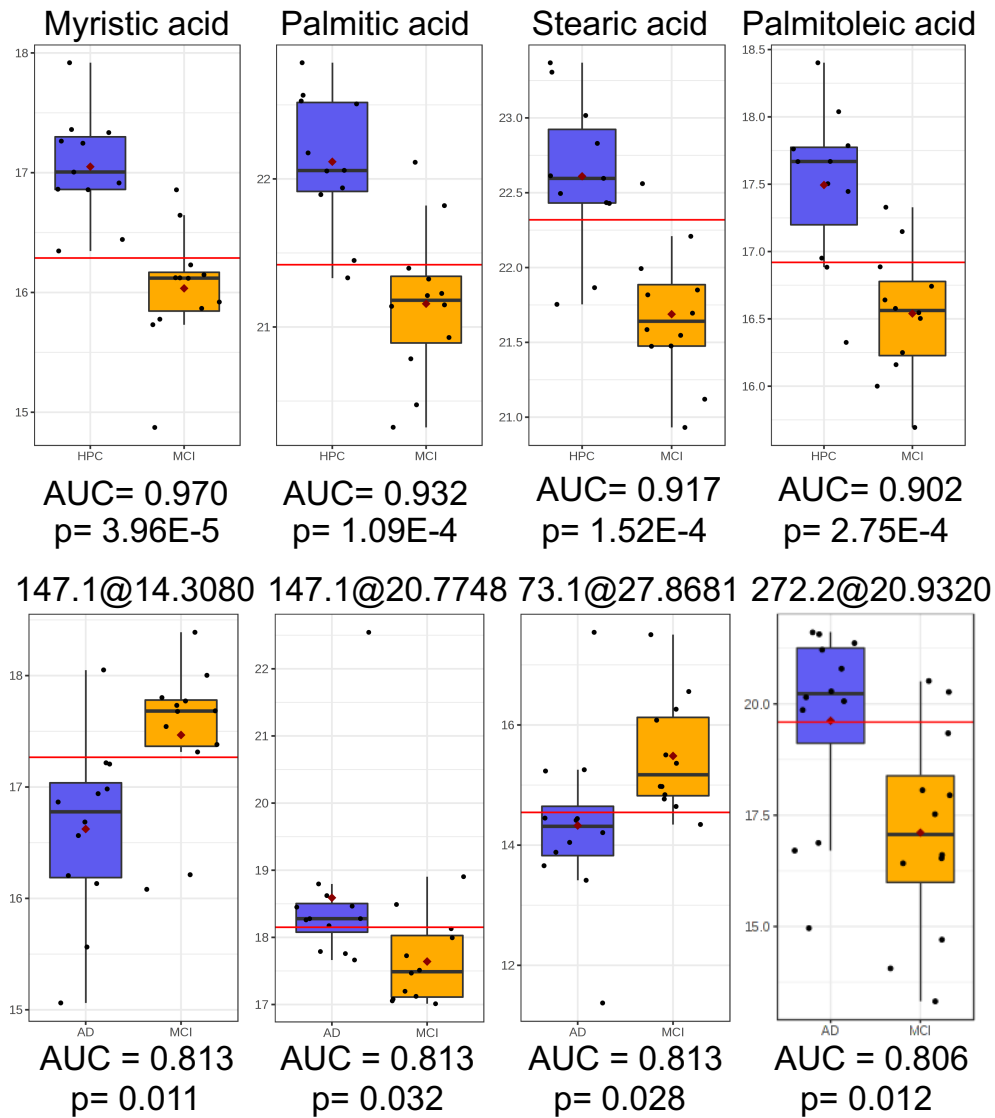 Myristic acid
Palmitic acid
Stearic acid
Palmitoleic acid
18
17
16
15
HPC
MCI
22
21
HPC
MCI
23.0
22.5
22.0
21.5
21.0
HPC
MCI
18.5
18.0
17.5
17.0
16.5
16.0
HPC
MCI
AUC= 0.970
p= 3.96E-5
AUC= 0.932
p= 1.09E-4
AUC= 0.917
p= 1.52E-4
AUC= 0.902
p= 2.75E-4
147.1@14.3080
147.1@20.7748
73.1@27.8681
272.2@20.9320
18
17
16
15
AD
MCI
22
21
20
19
18
17
AD
MCI
16
14
12
AD
MCI
20.0
17.5
15.0
AD
MCI
AUC = 0.813
p= 0.011
AUC = 0.813
p= 0.032
AUC = 0.813
p= 0.028
AUC = 0.806
p= 0.012